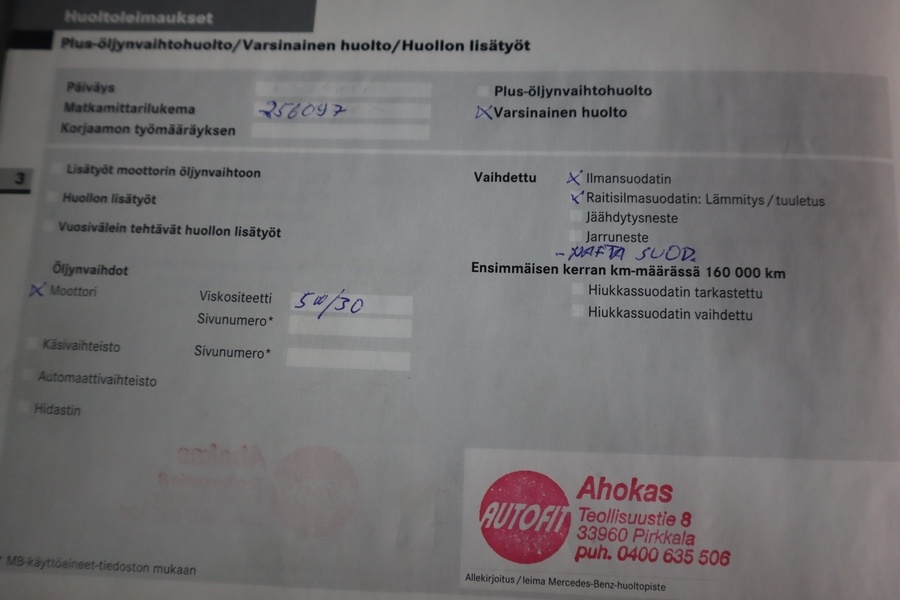 Huoltoleimaukset
Plus-öljynvaihtohuolto/Varsinainen huolto/Huollon lisätyöt
Päiväys
Matkamittarilukema 256097
Korjaamon työmääräyksen
Plus-öljynvaihtohuolto
X Varsinainen huolto
3
Lisätyöt moottorin öljynvaihtoon
Huollon lisätyöt
Vuosivälein tehtävät huollon lisätyöt
Vaihdettu X Ilmansuodatin
X Raitisilmasuodatin: Lämmitys/tuuletus
Jäähdytysneste
Jarruneste
- NAFTA SUOD.
Ensimmäisen kerran km-määrässä 160 000 km
Hiukkassuodatin tarkastettu
Hiukkassuodatin vaihdettu
Öljynvaihdot
X Moottori
Viskositeetti 5W/30
Sivunumero*
Käsivaihteisto Sivunumero*
Automaattivaihteisto
Hidastin
AUTOFIT
Ahokas
Teollisuustie 8
33960 Pirkkala
puh. 0400 635 506
* MB-käyttöaineet-tiedoston mukaan
Allekirjoitus/leima Mercedes-Benz-huoltopiste